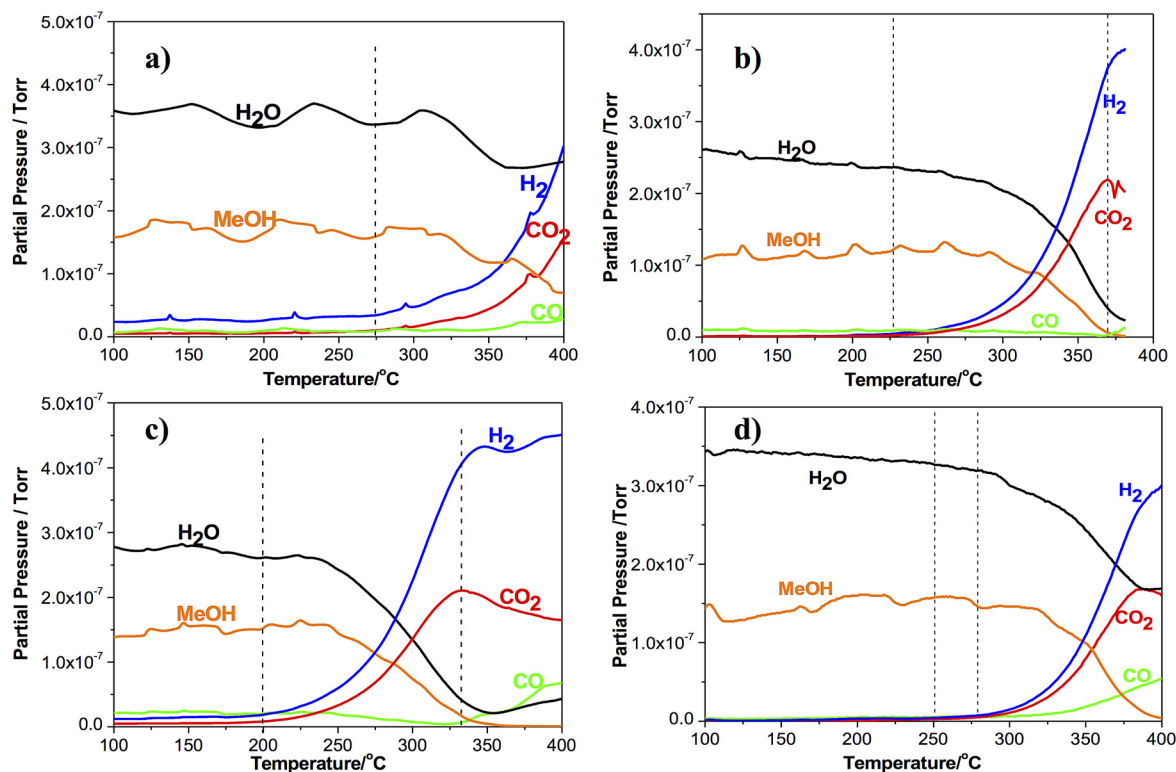 a)
5.0x10⁻⁷
4.0x10⁻⁷
3.0x10⁻⁷
2.0x10⁻⁷
1.0x10⁻⁷
0.0
Partial Pressure / Torr
H₂O
MeOH
H₂
CO₂
CO
100 150 200 250 300 350 400
Temperature/°C
b)
4.0x10⁻⁷
3.0x10⁻⁷
2.0x10⁻⁷
1.0x10⁻⁷
0.0
Partial Pressure /Torr
H₂O
MeOH
H₂
CO₂
CO
100 150 200 250 300 350 400
Temperature/°C
c)
5.0x10⁻⁷
4.0x10⁻⁷
3.0x10⁻⁷
2.0x10⁻⁷
1.0x10⁻⁷
0.0
Partial Pressure / Torr
H₂
H₂O
CO₂
MeOH
CO
100 150 200 250 300 350 400
Temperature/°C
d)
4.0x10⁻⁷
3.0x10⁻⁷
2.0x10⁻⁷
1.0x10⁻⁷
0.0
Partial Pressure /Torr
H₂O
H₂
MeOH
CO₂
CO
100 150 200 250 300 350 400
Temperature/°C